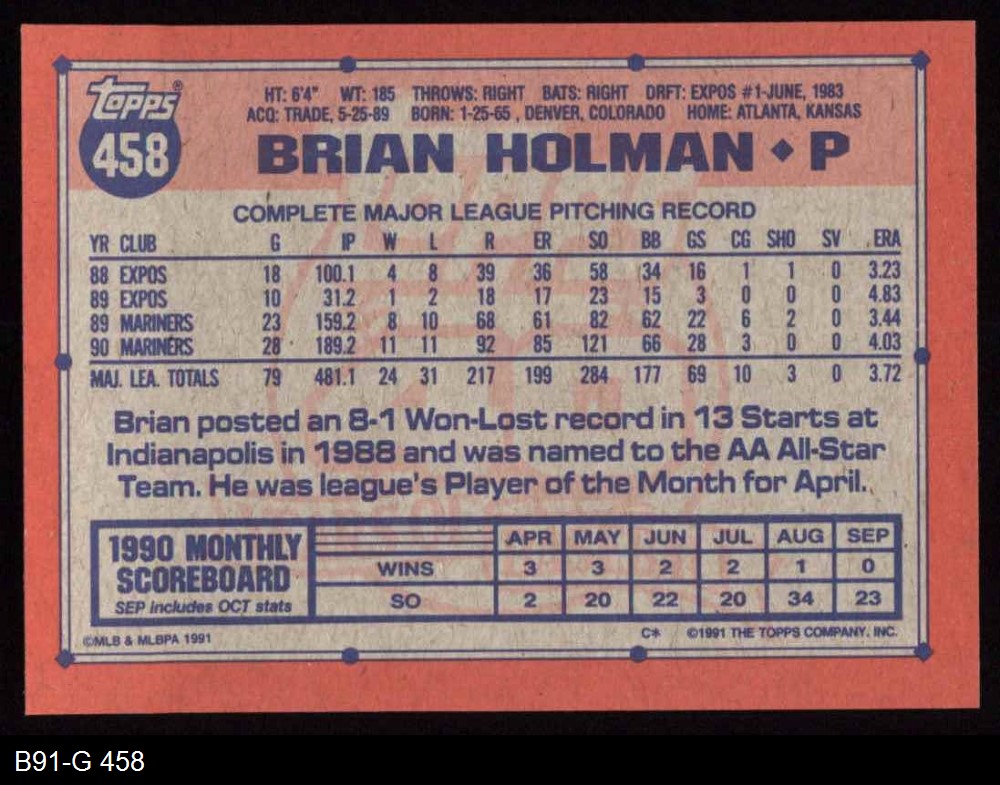 Topps®
458
HT: 6'4" WT: 185 THROWS: RIGHT BATS: RIGHT DRFT: EXPOS #1-JUNE, 1983
ACQ: TRADE, 5-25-89 BORN: 1-25-65 , DENVER, COLORADO HOME: ATLANTA, KANSAS
BRIAN HOLMAN ◆ P
COMPLETE MAJOR LEAGUE PITCHING RECORD
YR CLUB G IP W L R ER SO BB GS CG SHO SV ERA
88 EXPOS 18 100.1 4 8 39 36 58 34 16 1 1 0 3.23
89 EXPOS 10 31.2 1 2 18 17 23 15 3 0 0 0 4.83
89 MARINERS 23 159.2 8 10 68 61 82 62 22 6 2 0 3.44
90 MARINERS 28 189.2 11 11 92 85 121 66 28 3 0 0 4.03
MAJ. LEA. TOTALS 79 481.1 24 31 217 199 284 177 69 10 3 0 3.72
Brian posted an 8-1 Won-Lost record in 13 Starts at
Indianapolis in 1988 and was named to the AA All-Star
Team. He was league's Player of the Month for April.
1990 MONTHLY
SCOREBOARD
SEP includes OCT stats
APR MAY JUN JUL AUG SEP
WINS 3 3 2 2 1 0
SO 2 20 22 20 34 23
©MLB & MLBPA 1991
C* ©1991 THE TOPPS COMPANY, INC.
B91-G 458